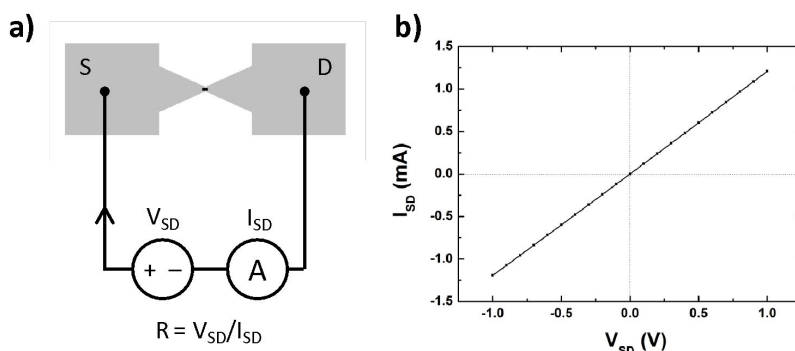 a)
S
D
V_SD
I_SD
+ −
A
R = V_SD/I_SD
b)
I_SD (mA)
1.5
1.0
0.5
0.0
-0.5
-1.0
-1.5
-1.0
-0.5
0.0
0.5
1.0
V_SD (V)